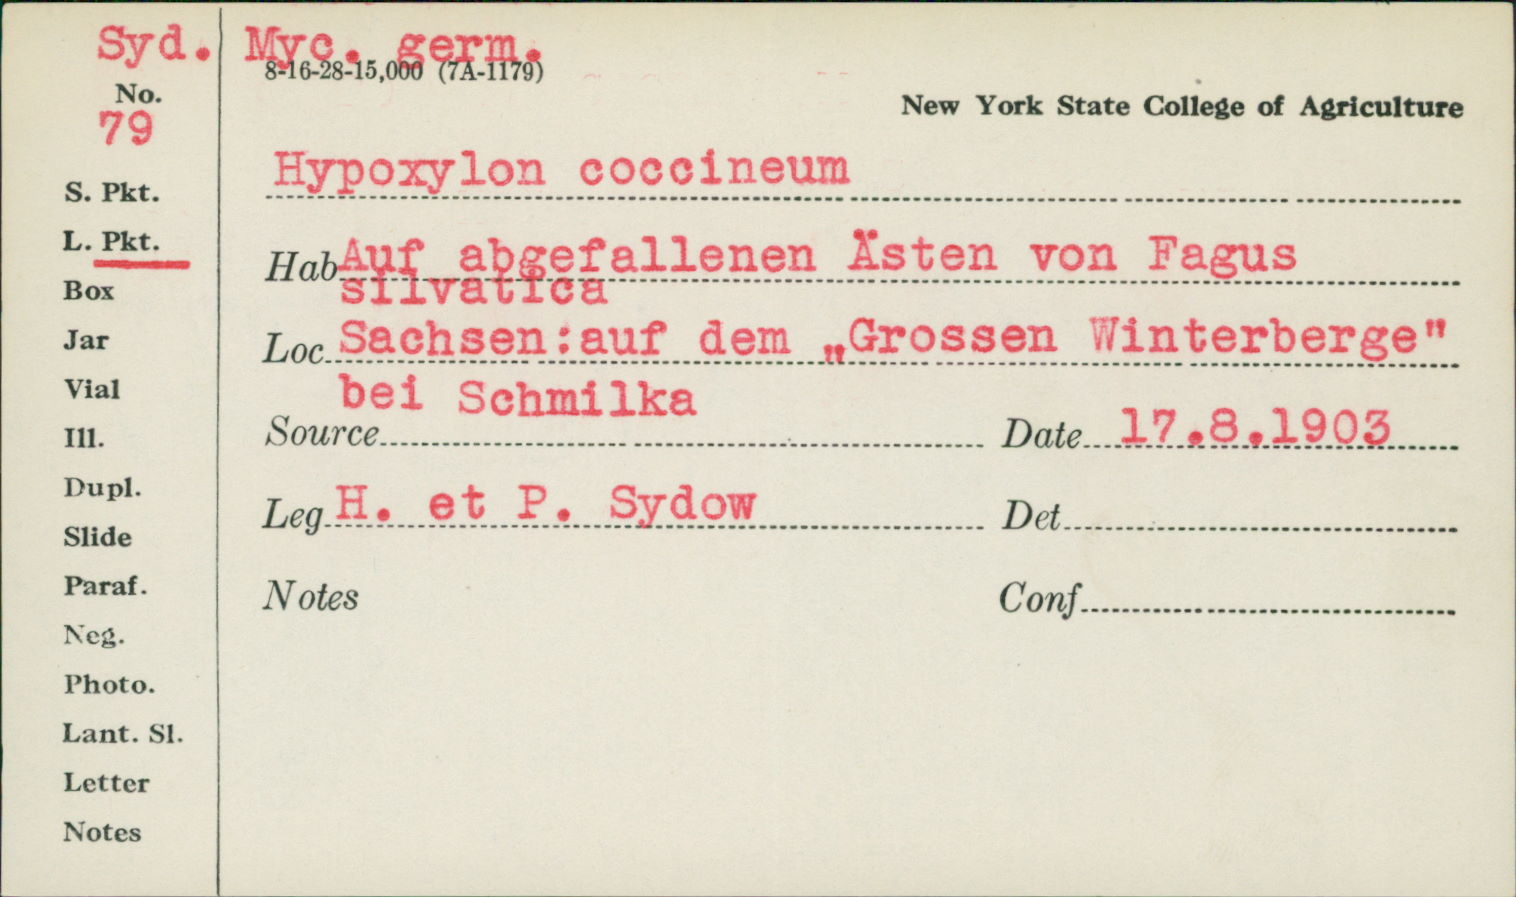 Syd. Myc. germ.
8-16-28-15,000 (7A-1179)
No.
79
New York State College of Agriculture
Hypoxylon coccineum
S. Pkt.
L. Pkt.
Hab Auf abgefallenen Ästen von Fagus
silvatica
Box
Jar
Loc Sachsen:auf dem „Grossen Winterberge"
bei Schmilka
Vial
Ill.
Source Date 17.8.1903
Dupl.
Leg H. et P. Sydow Det
Slide
Paraf.
Notes Conf
Neg.
Photo.
Lant. Sl.
Letter
Notes